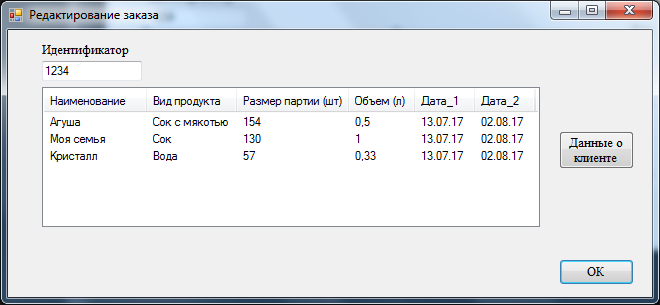 Редактирование заказа
Идентификатор
1234
Наименование Вид продукта Размер партии (шт) Объем (л) Дата_1 Дата_2
Агуша Сок с мякотью 154 0,5 13.07.17 02.08.17
Моя семья Сок 130 1 13.07.17 02.08.17
Кристалл Вода 57 0,33 13.07.17 02.08.17
Данные о
клиенте
ОК